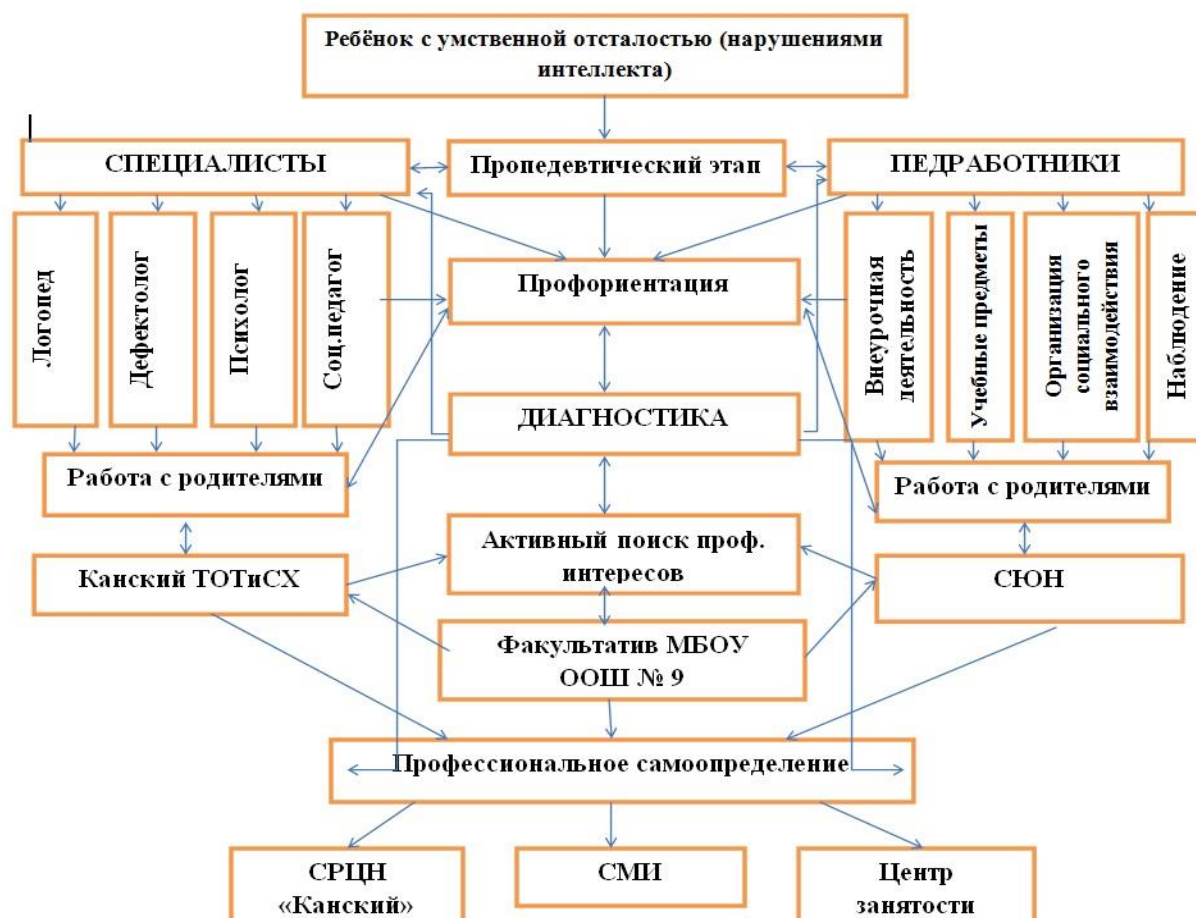 Ребёнок с умственной отсталостью (нарушениями
интеллекта)
СПЕЦИАЛИСТЫ
Пропедевтический этап
ПЕДРАБОТНИКИ
Логопед
Дефектолог
Психолог
Соц.педагог
Профориентация
Внеурочная
деятельность
Учебные предметы
Организация
социального
взаимодействия
Наблюдение
ДИАГНОСТИКА
Работа с родителями
Работа с родителями
Активный поиск проф.
интересов
Канский ТОТиСХ
СЮН
Факультатив МБОУ
ООШ № 9
Профессиональное самоопределение
СРЦН
«Канский»
СМИ
Центр
занятости